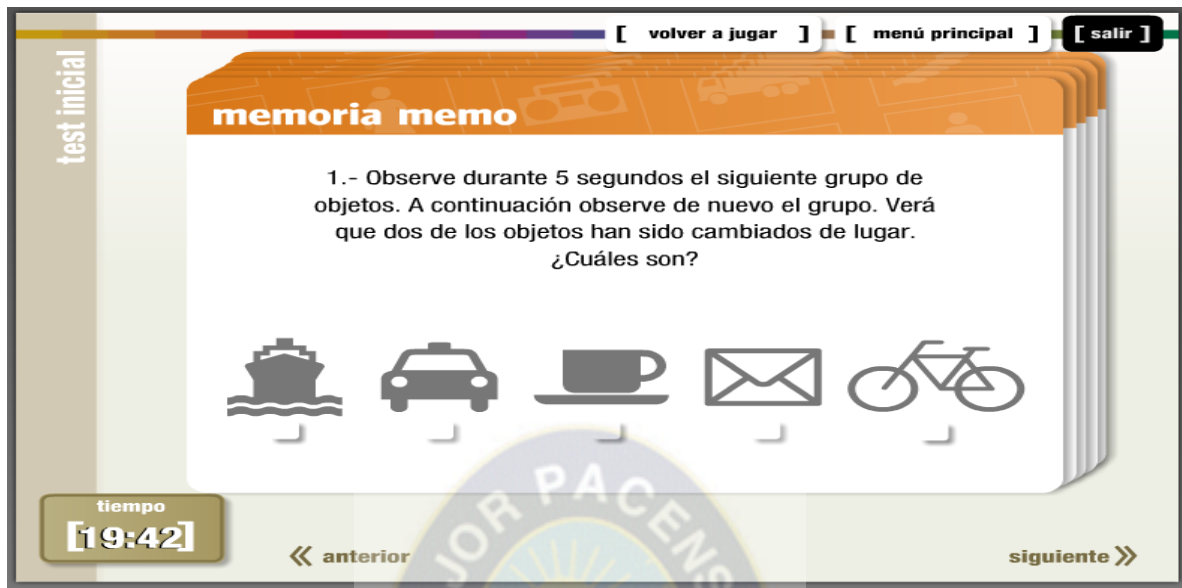 [ volver a jugar ] [ menú principal ] [ salir ]
test inicial
memoria memo
1.- Observe durante 5 segundos el siguiente grupo de
objetos. A continuación observe de nuevo el grupo. Verá
que dos de los objetos han sido cambiados de lugar.
¿Cuáles son?
tiempo
[19:42]
« anterior
siguiente »
JOR PACENS